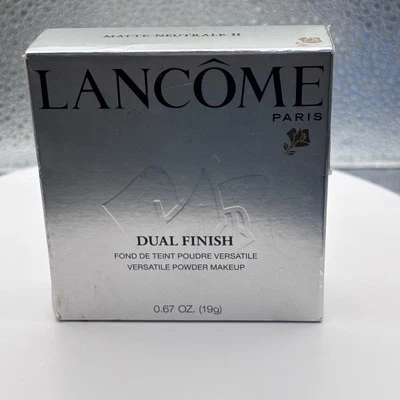 MATTE NEUTRALE II
LANCÔME
PARIS
DUAL FINISH
FOND DE TEINT POUDRE VERSATILE
VERSATILE POWDER MAKEUP
0.67 OZ. (19g)